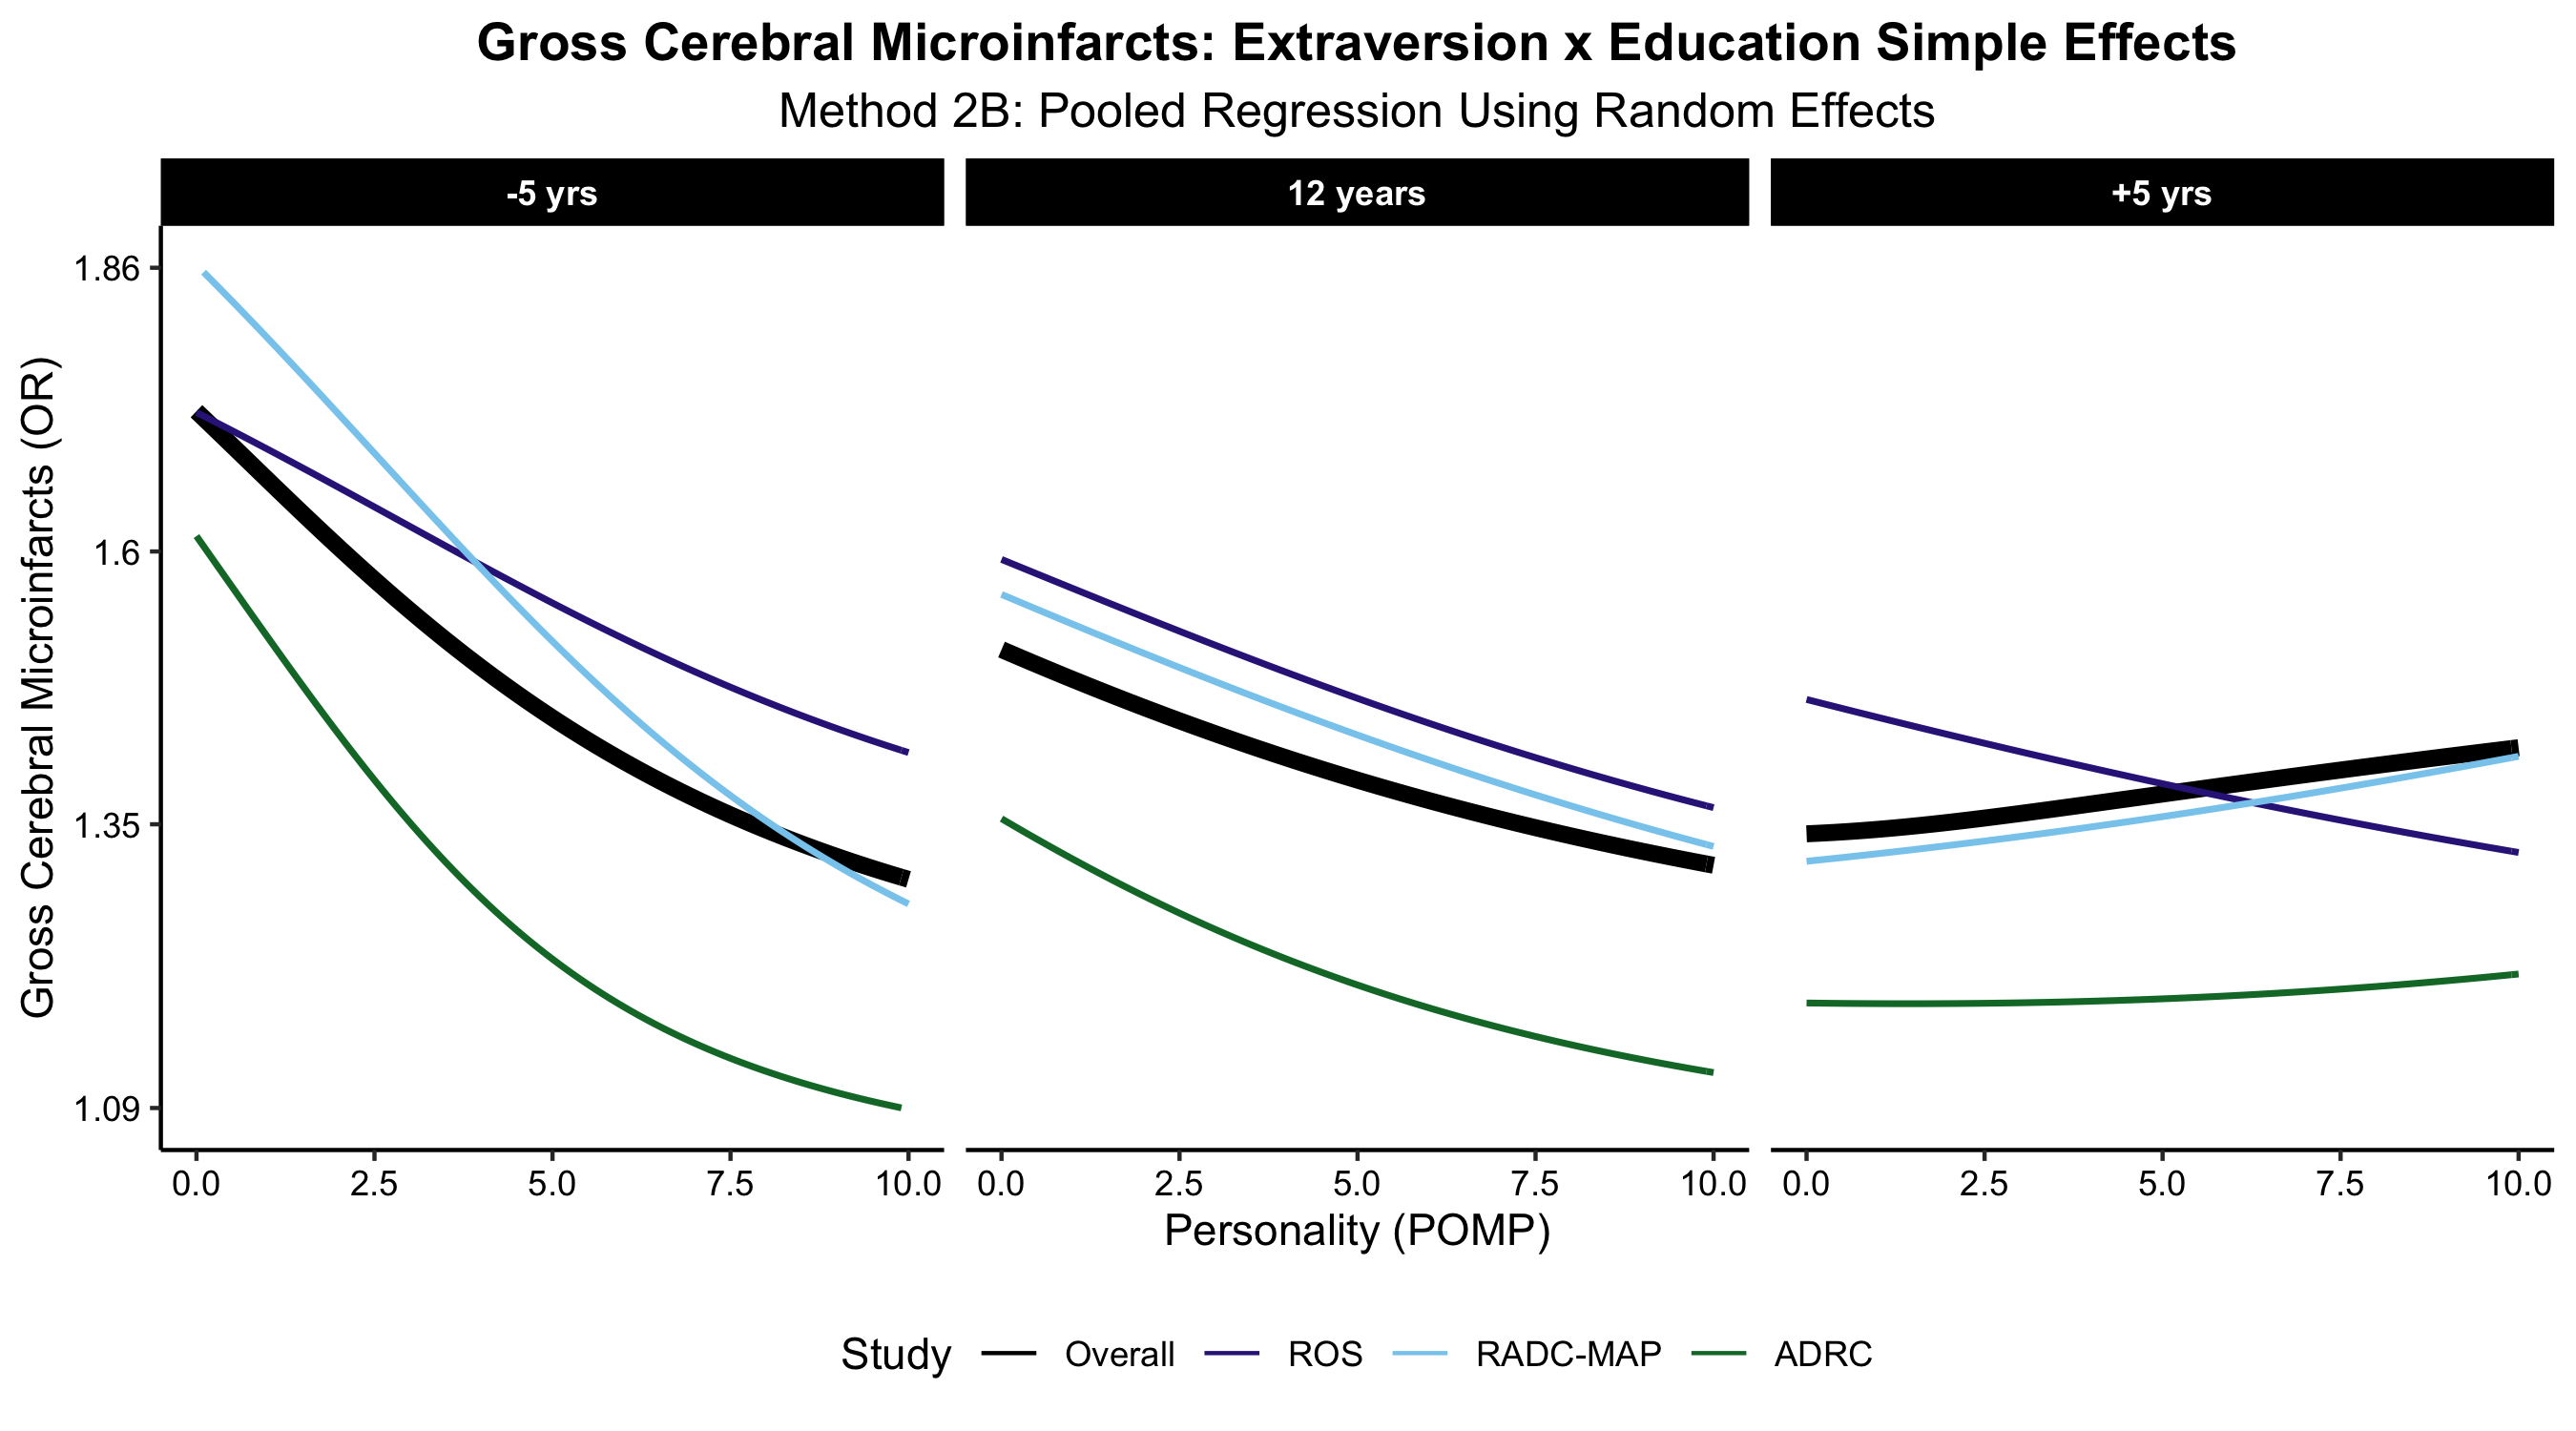 Gross Cerebral Microinfarcts: Extraversion x Education Simple Effects
Method 2B: Pooled Regression Using Random Effects
-5 yrs
12 years
+5 yrs
Gross Cerebral Microinfarcts (OR)
1.86
1.6
1.35
1.09
0.0 2.5 5.0 7.5 10.0
0.0 2.5 5.0 7.5 10.0
0.0 2.5 5.0 7.5 10.0
Personality (POMP)
Study Overall ROS RADC-MAP ADRC